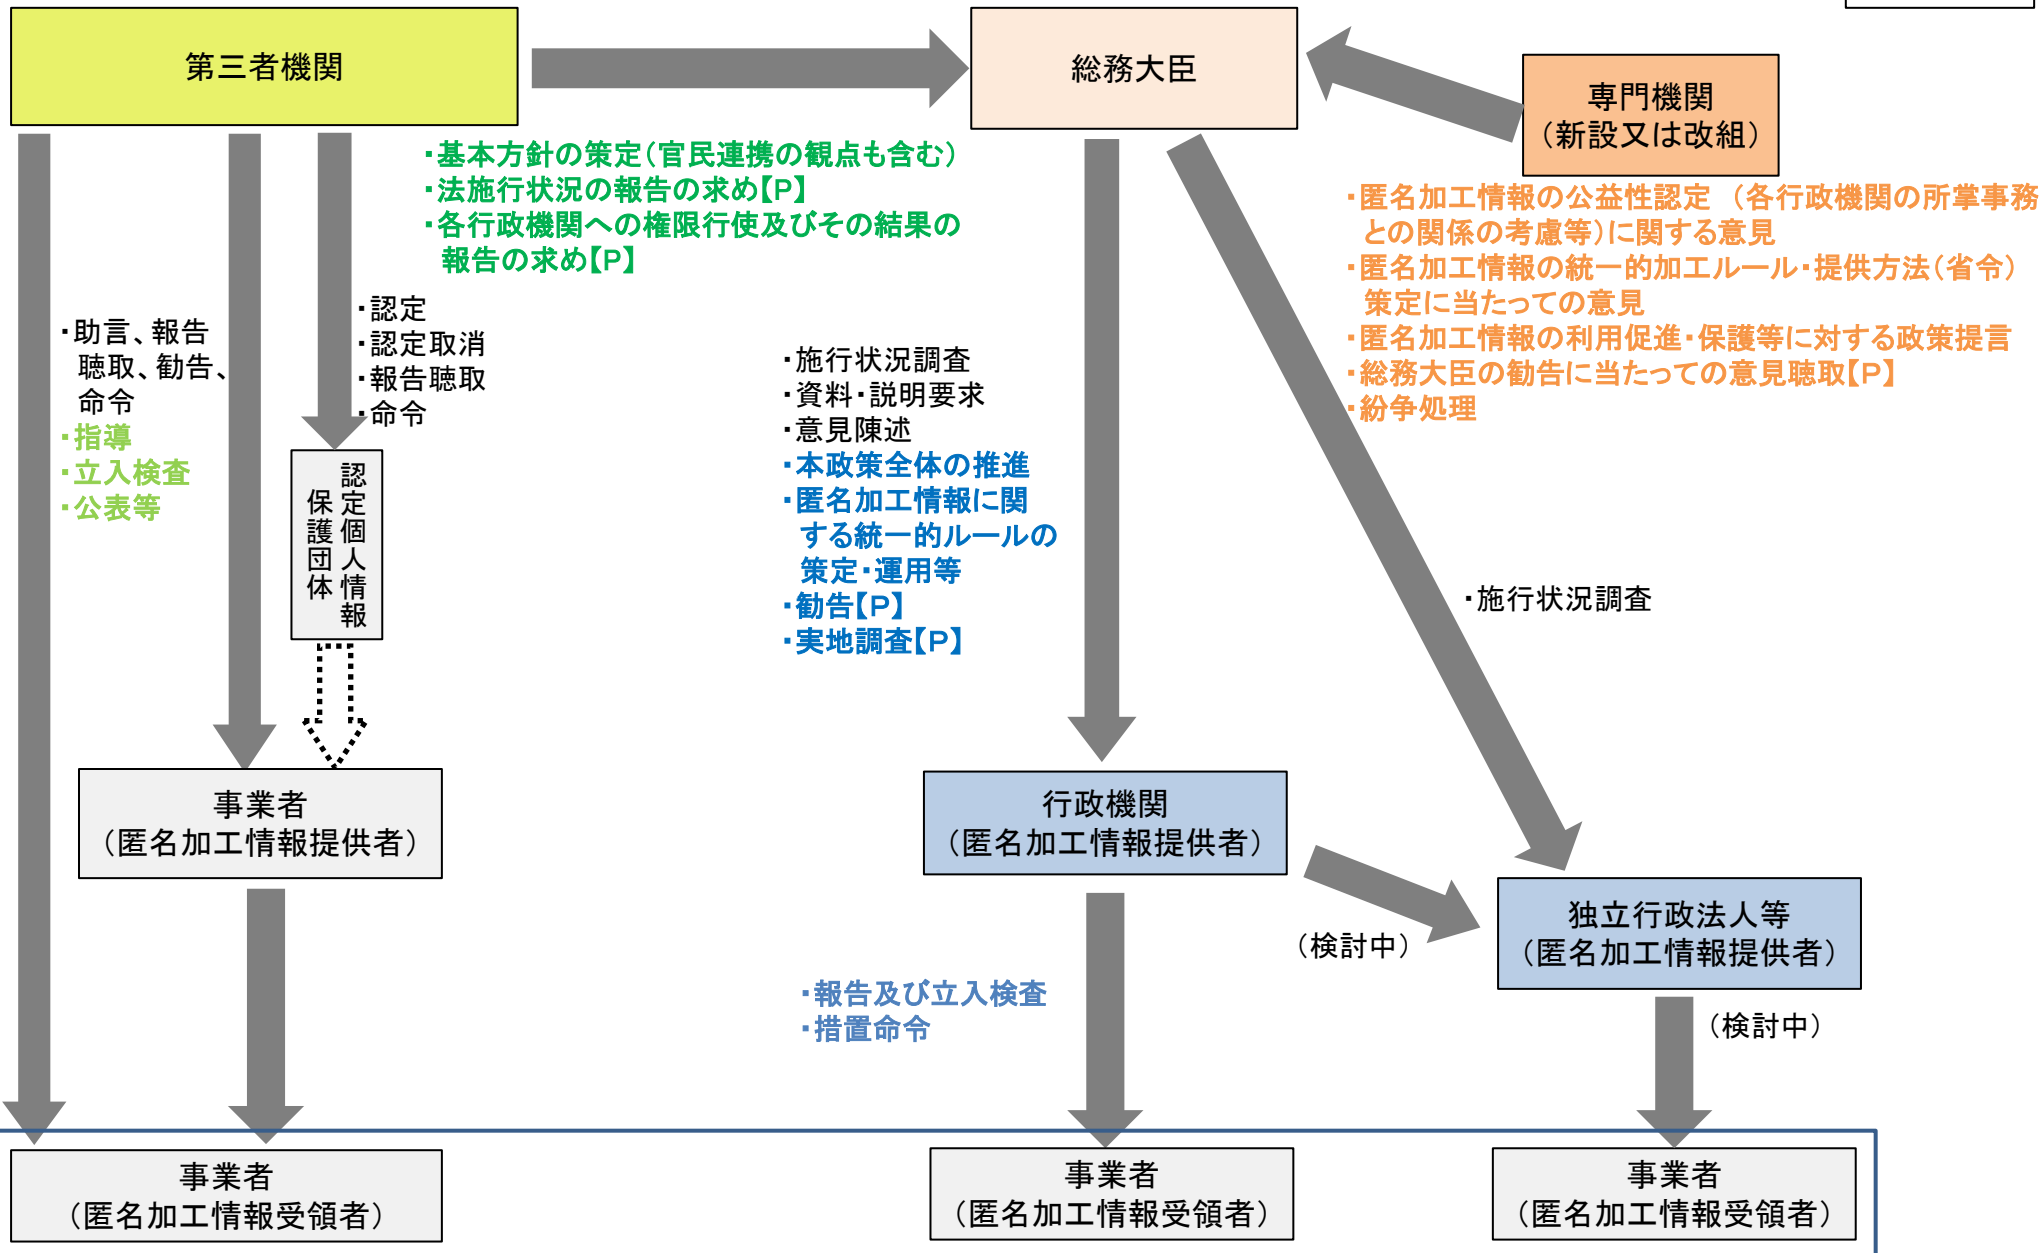 第三者機関
総務大臣
専門機関
（新設又は改組）
・基本方針の策定（官民連携の観点も含む）
・法施行状況の報告の求め【P】
・各行政機関への権限行使及びその結果の
報告の求め【P】
・匿名加工情報の公益性認定　（各行政機関の所掌事務
との関係の考慮等）に関する意見
・匿名加工情報の統一的加工ルール・提供方法（省令）
策定に当たっての意見
・匿名加工情報の利用促進・保護等に対する政策提言
・総務大臣の勧告に当たっての意見聴取【P】
・紛争処理
・助言、報告
聴取、勧告、
命令
・指導
・立入検査
・公表等
・認定
・認定取消
・報告聴取
・命令
認定個人情報
保護団体
・施行状況調査
・資料・説明要求
・意見陳述
・本政策全体の推進
・匿名加工情報に関
する統一的ルールの
策定・運用等
・勧告【P】
・実地調査【P】
・施行状況調査
事業者
（匿名加工情報提供者）
行政機関
（匿名加工情報提供者）
独立行政法人等
（匿名加工情報提供者）
（検討中）
・報告及び立入検査
・措置命令
（検討中）
事業者
（匿名加工情報受領者）
事業者
（匿名加工情報受領者）
事業者
（匿名加工情報受領者）